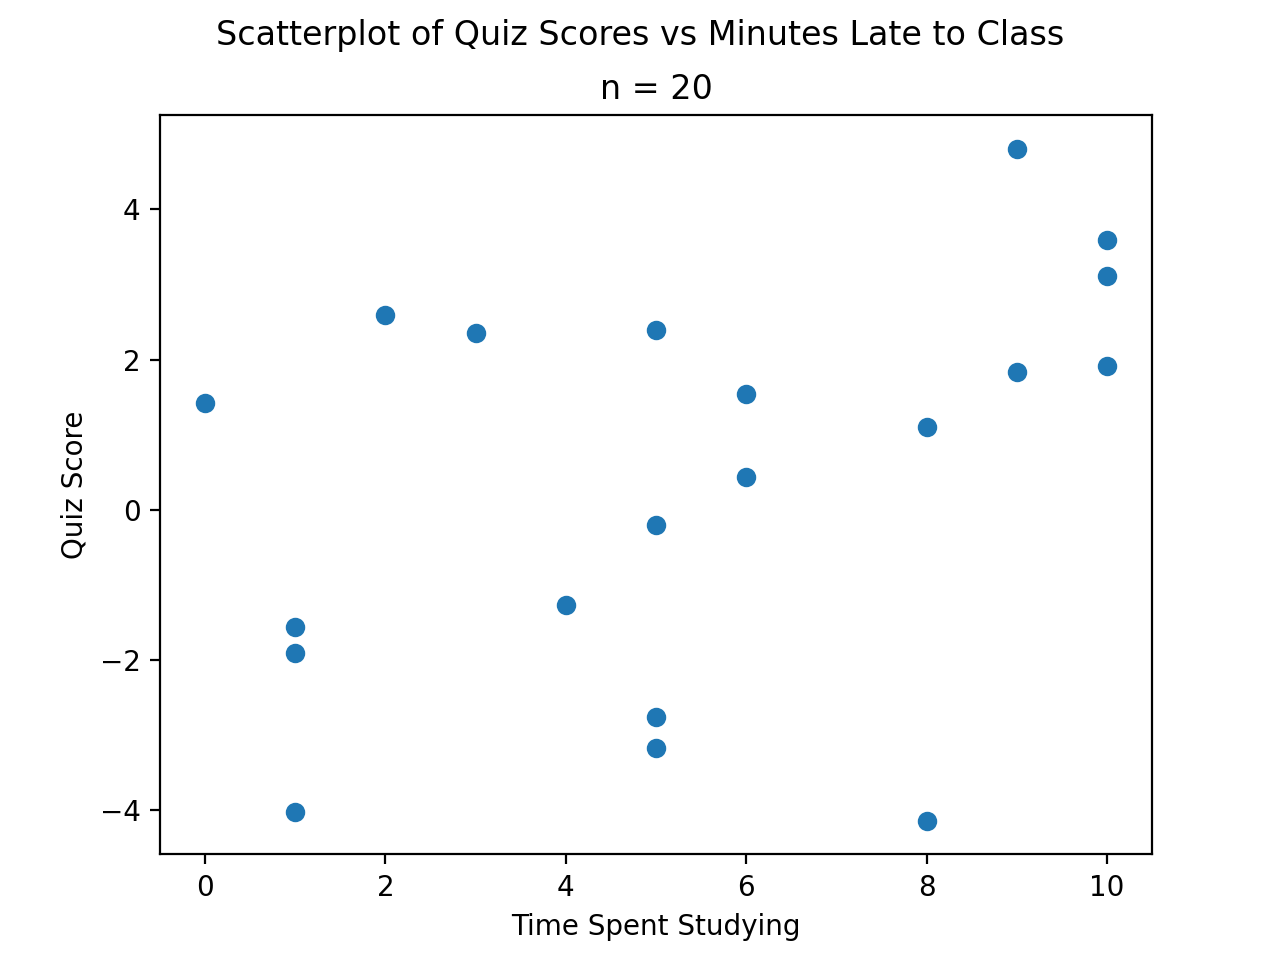 Scatterplot of Quiz Scores vs Minutes Late to Class
n = 20
4
2
0
−2
−4
Quiz Score
0 2 4 6 8 10
Time Spent Studying